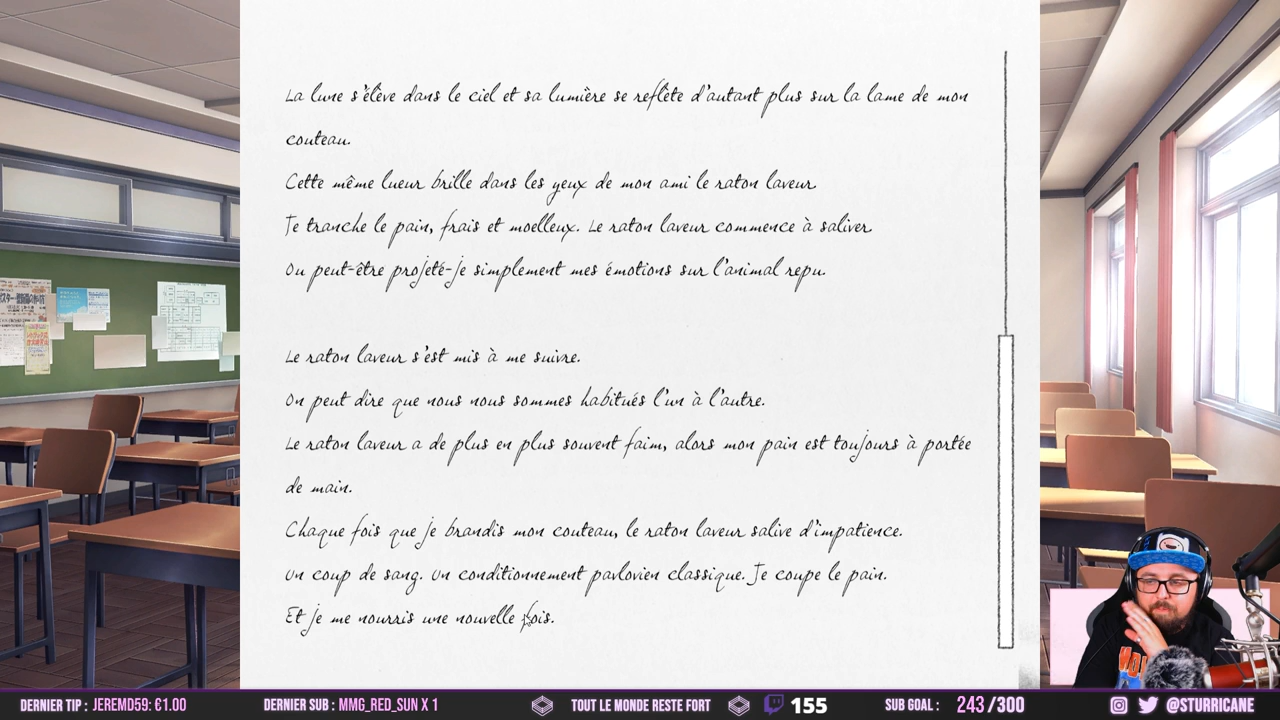 La lune s'élève dans le ciel et sa lumière se reflète d'autant plus sur la lame de mon
couteau.
Cette même lueur brille dans les yeux de mon ami le raton laveur.
Je tranche le pain, frais et moelleux. Le raton laveur commence à saliver.
Ou peut-être projeté-je simplement mes émotions sur l'animal repu.
Le raton laveur s'est mis à me suivre.
On peut dire que nous nous sommes habitués l'un à l'autre.
Le raton laveur a de plus en plus souvent faim, alors mon pain est toujours à portée
de main.
Chaque fois que je brandis mon couteau, le raton laveur salive d'impatience.
Un coup de sang. Un conditionnement pavlovien classique. Je coupe le pain.
Et je me nourris une nouvelle fois.
DERNIER TIP : JEREMD59: €1.00
DERNIER SUB : MMG_RED_SUN X 1
TOUT LE MONDE RESTE FORT
155
SUB GOAL : 243 /300
@STURRICANE